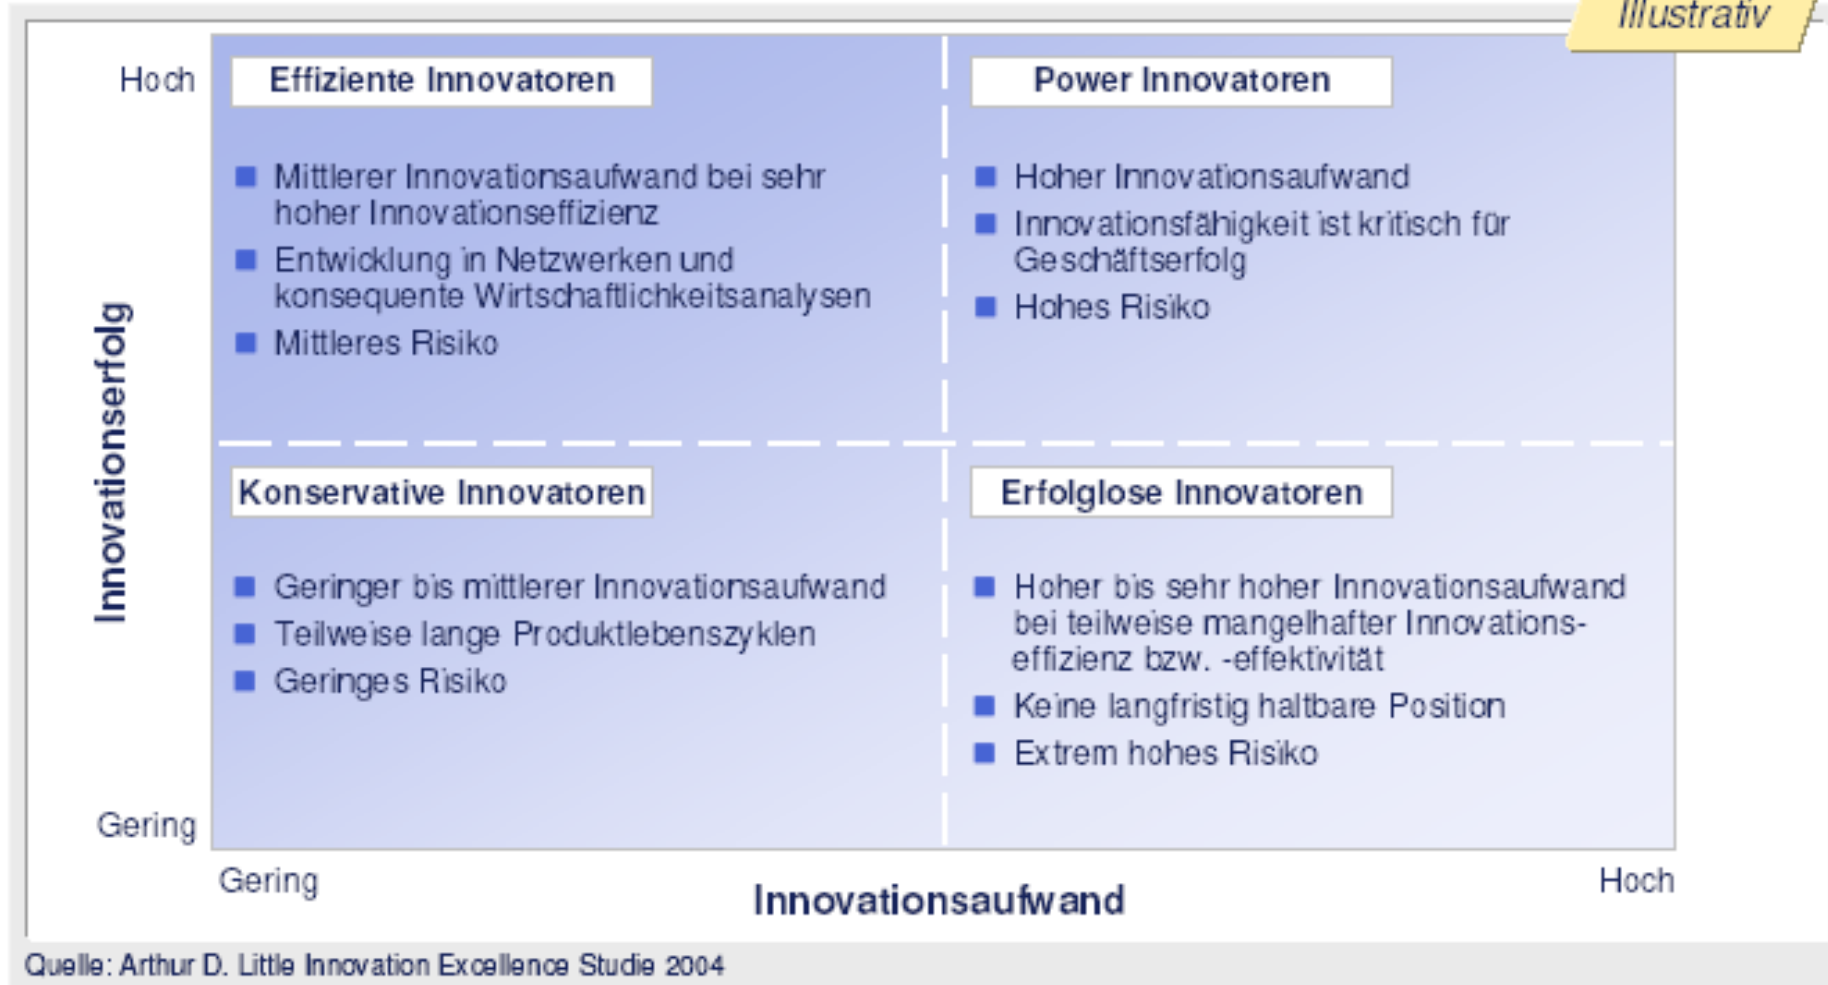 Illustrativ
Hoch
Effiziente Innovatoren
Mittlerer Innovationsaufwand bei sehr
hoher Innovationseffizienz
Entwicklung in Netzwerken und
konsequente Wirtschaftlichkeitsanalysen
Mittleres Risiko
Power Innovatoren
Hoher Innovationsaufwand
Innovationsfähigkeit ist kritisch für
Geschäftserfolg
Hohes Risiko
Innovationserfolg
Konservative Innovatoren
Geringer bis mittlerer Innovationsaufwand
Teilweise lange Produktlebenszyklen
Geringes Risiko
Erfolglose Innovatoren
Hoher bis sehr hoher Innovationsaufwand
bei teilweise mangelhafter Innovations-
effizienz bzw. -effektivität
Keine langfristig haltbare Position
Extrem hohes Risiko
Gering
Gering
Hoch
Innovationsaufwand
Quelle: Arthur D. Little Innovation Excellence Studie 2004